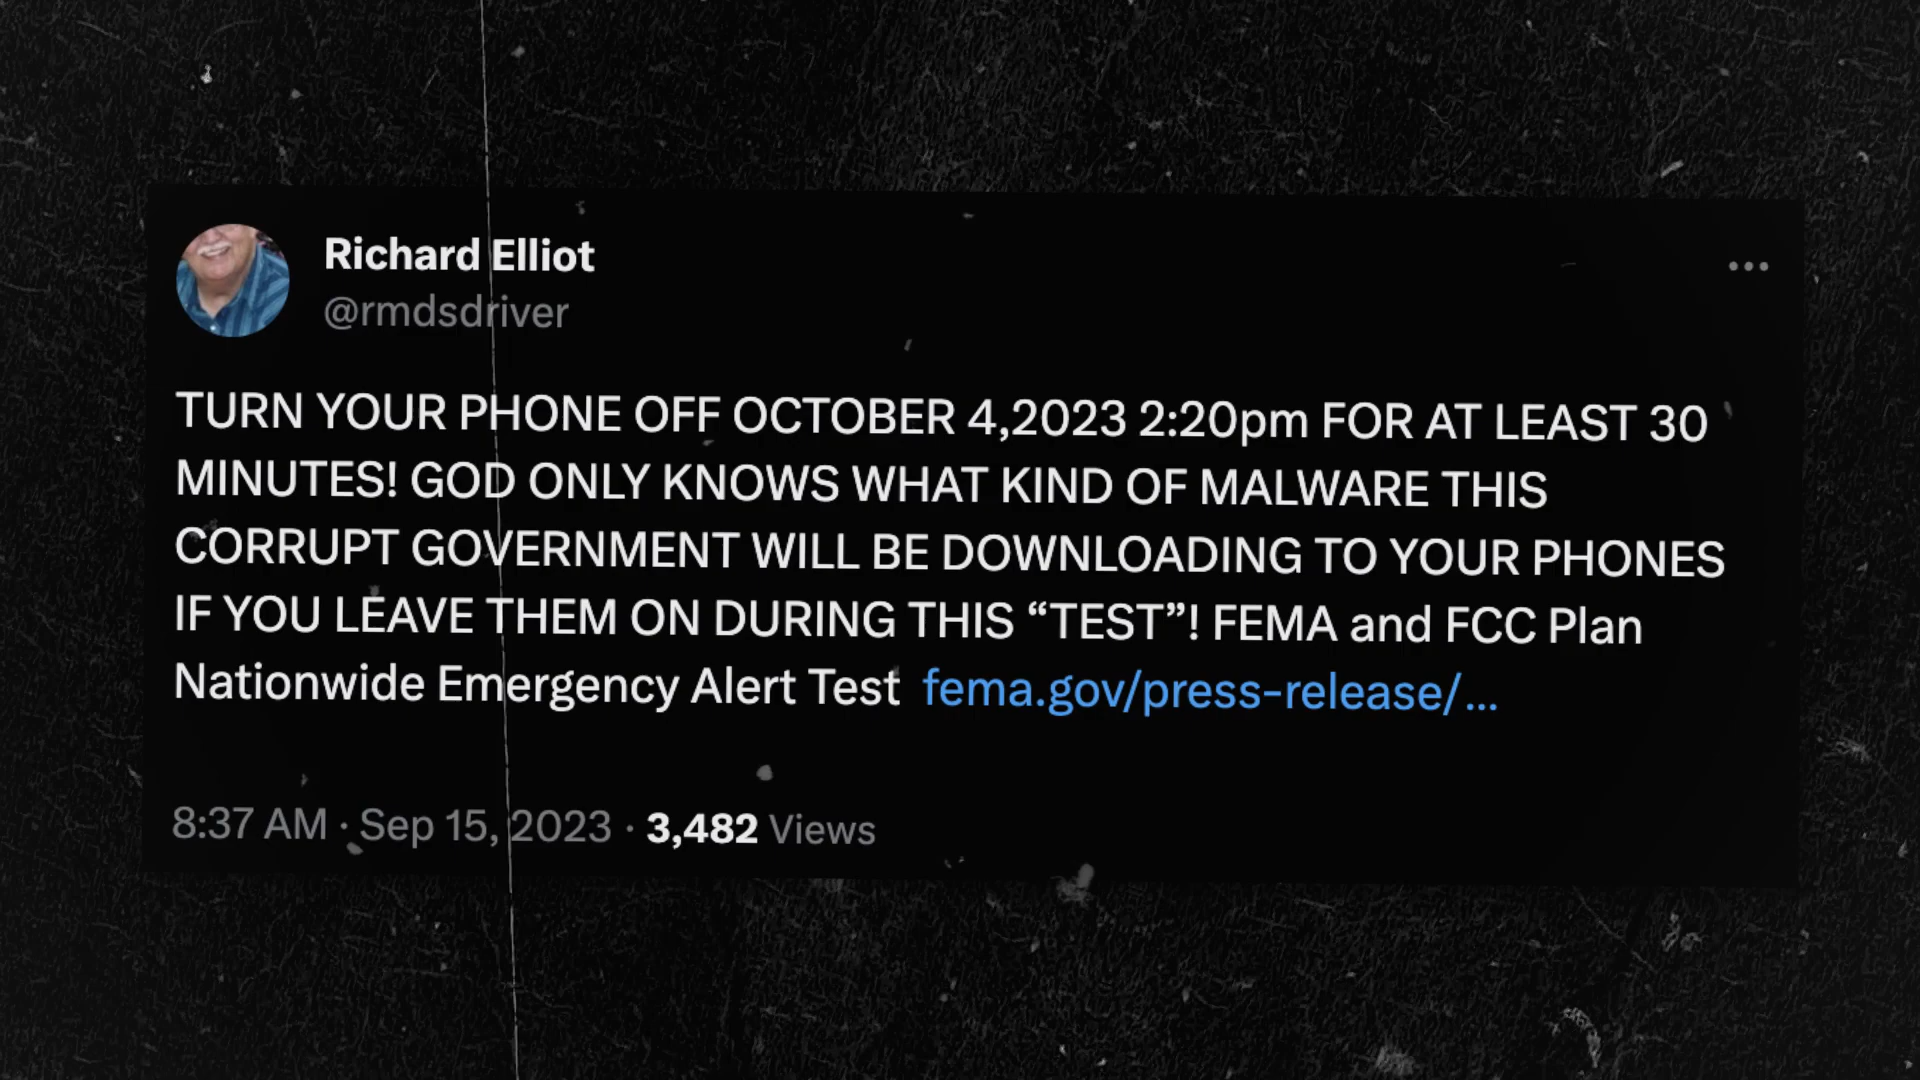 Richard Elliot
@rmdsdriver
TURN YOUR PHONE OFF OCTOBER 4,2023 2:20pm FOR AT LEAST 30
MINUTES! GOD ONLY KNOWS WHAT KIND OF MALWARE THIS
CORRUPT GOVERNMENT WILL BE DOWNLOADING TO YOUR PHONES
IF YOU LEAVE THEM ON DURING THIS “TEST”! FEMA and FCC Plan
Nationwide Emergency Alert Test fema.gov/press-release/…
8:37 AM · Sep 15, 2023 · 3,482 Views